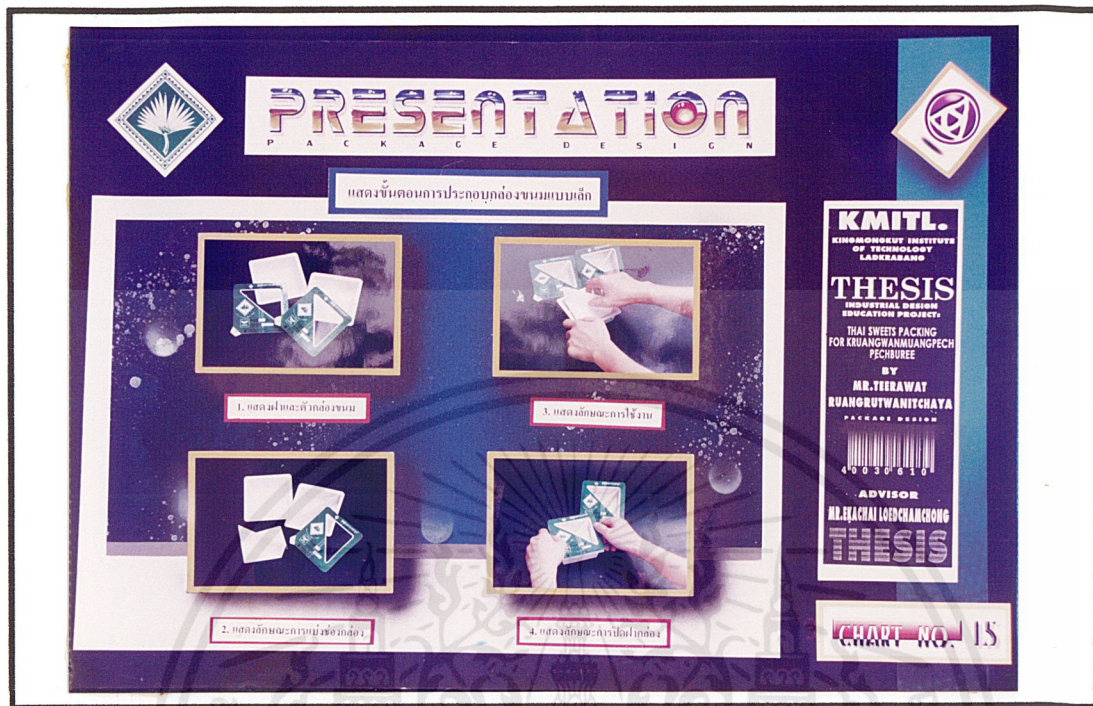 PRESENTATION
PACKAGE DESIGN
แสดงขั้นตอนการประกอบกล่องขนมแบบเล็ก
1. แสดงฝาและตัวกล่องขนม
3. แสดงลักษณะการใช้งาน
2. แสดงลักษณะการแบ่งช่องกล่อง
4. แสดงลักษณะการปิดฝากล่อง
KMITL.
KINGMONGKUT INSTITUTE
OF TECHNOLOGY
LADKRABANG
THESIS
INDUSTRIAL DESIGN
EDUCATION PROJECT:
THAI SWEETS PACKING
FOR KRUANGWANMUANGPECH
PECHBUREE
BY
MR.TEERAWAT
RUANGRUTWANITCHAYA
PACKAGE DESIGN
40030610
ADVISOR
MR.EKACHAI LOEDCHAMCHONG
THESIS
CHART NO. 15